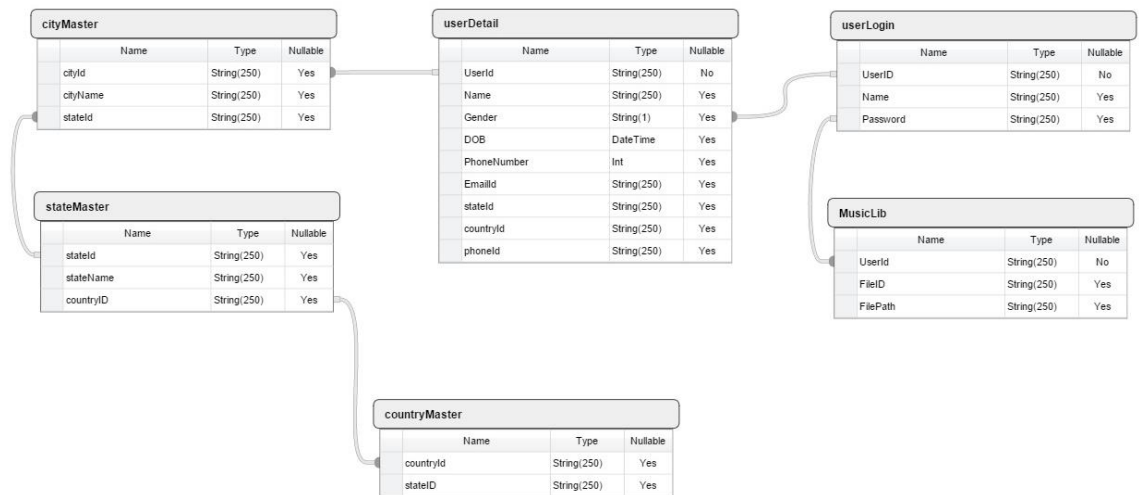 cityMaster
Name Type Nullable
cityId String(250) Yes
cityName String(250) Yes
stateId String(250) Yes
userDetail
Name Type Nullable
UserId String(250) No
Name String(250) Yes
Gender String(1) Yes
DOB DateTime Yes
PhoneNumber Int Yes
EmailId String(250) Yes
stateId String(250) Yes
countryId String(250) Yes
phoneId String(250) Yes
userLogin
Name Type Nullable
UserID String(250) No
Name String(250) Yes
Password String(250) Yes
stateMaster
Name Type Nullable
stateId String(250) Yes
stateName String(250) Yes
countryID String(250) Yes
MusicLib
Name Type Nullable
UserId String(250) No
FileID String(250) Yes
FilePath String(250) Yes
countryMaster
Name Type Nullable
countryId String(250) Yes
stateID String(250) Yes